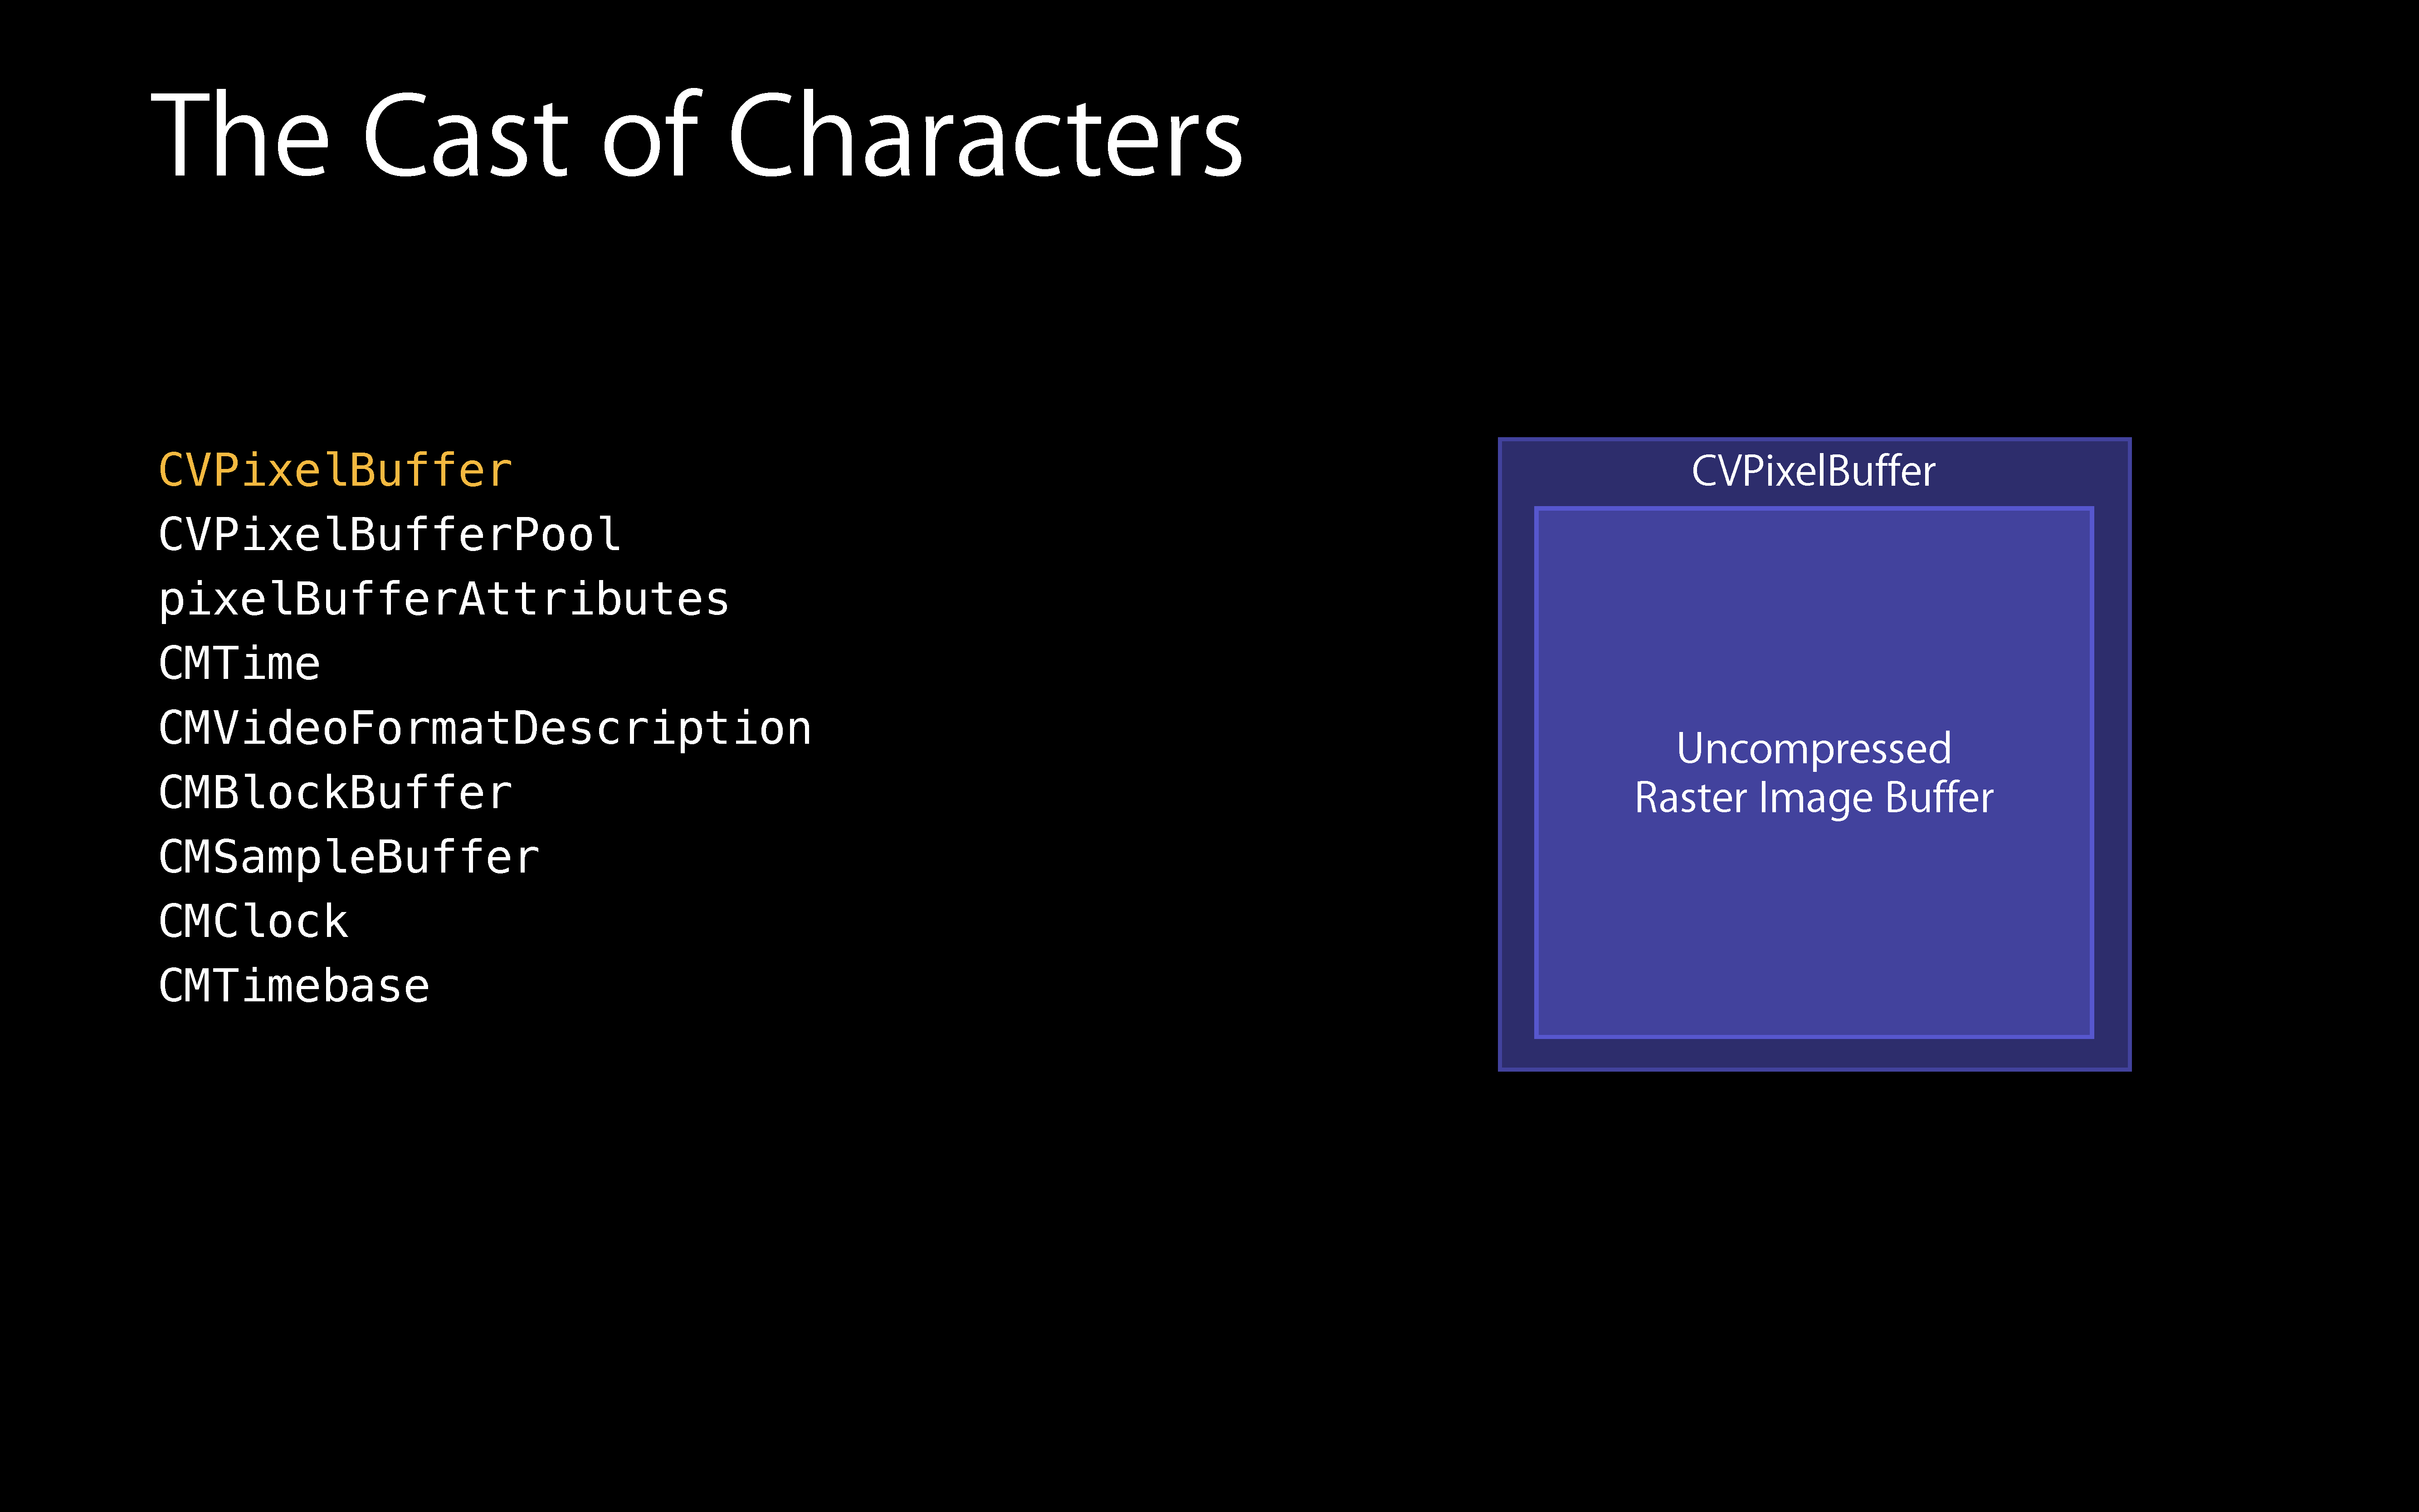 The Cast of Characters
CVPixelBuffer
CVPixelBufferPool
pixelBufferAttributes
CMTime
CMVideoFormatDescription
CMBlockBuffer
CMSampleBuffer
CMClock
CMTimebase
CVPixelBuffer
Uncompressed
Raster Image Buffer